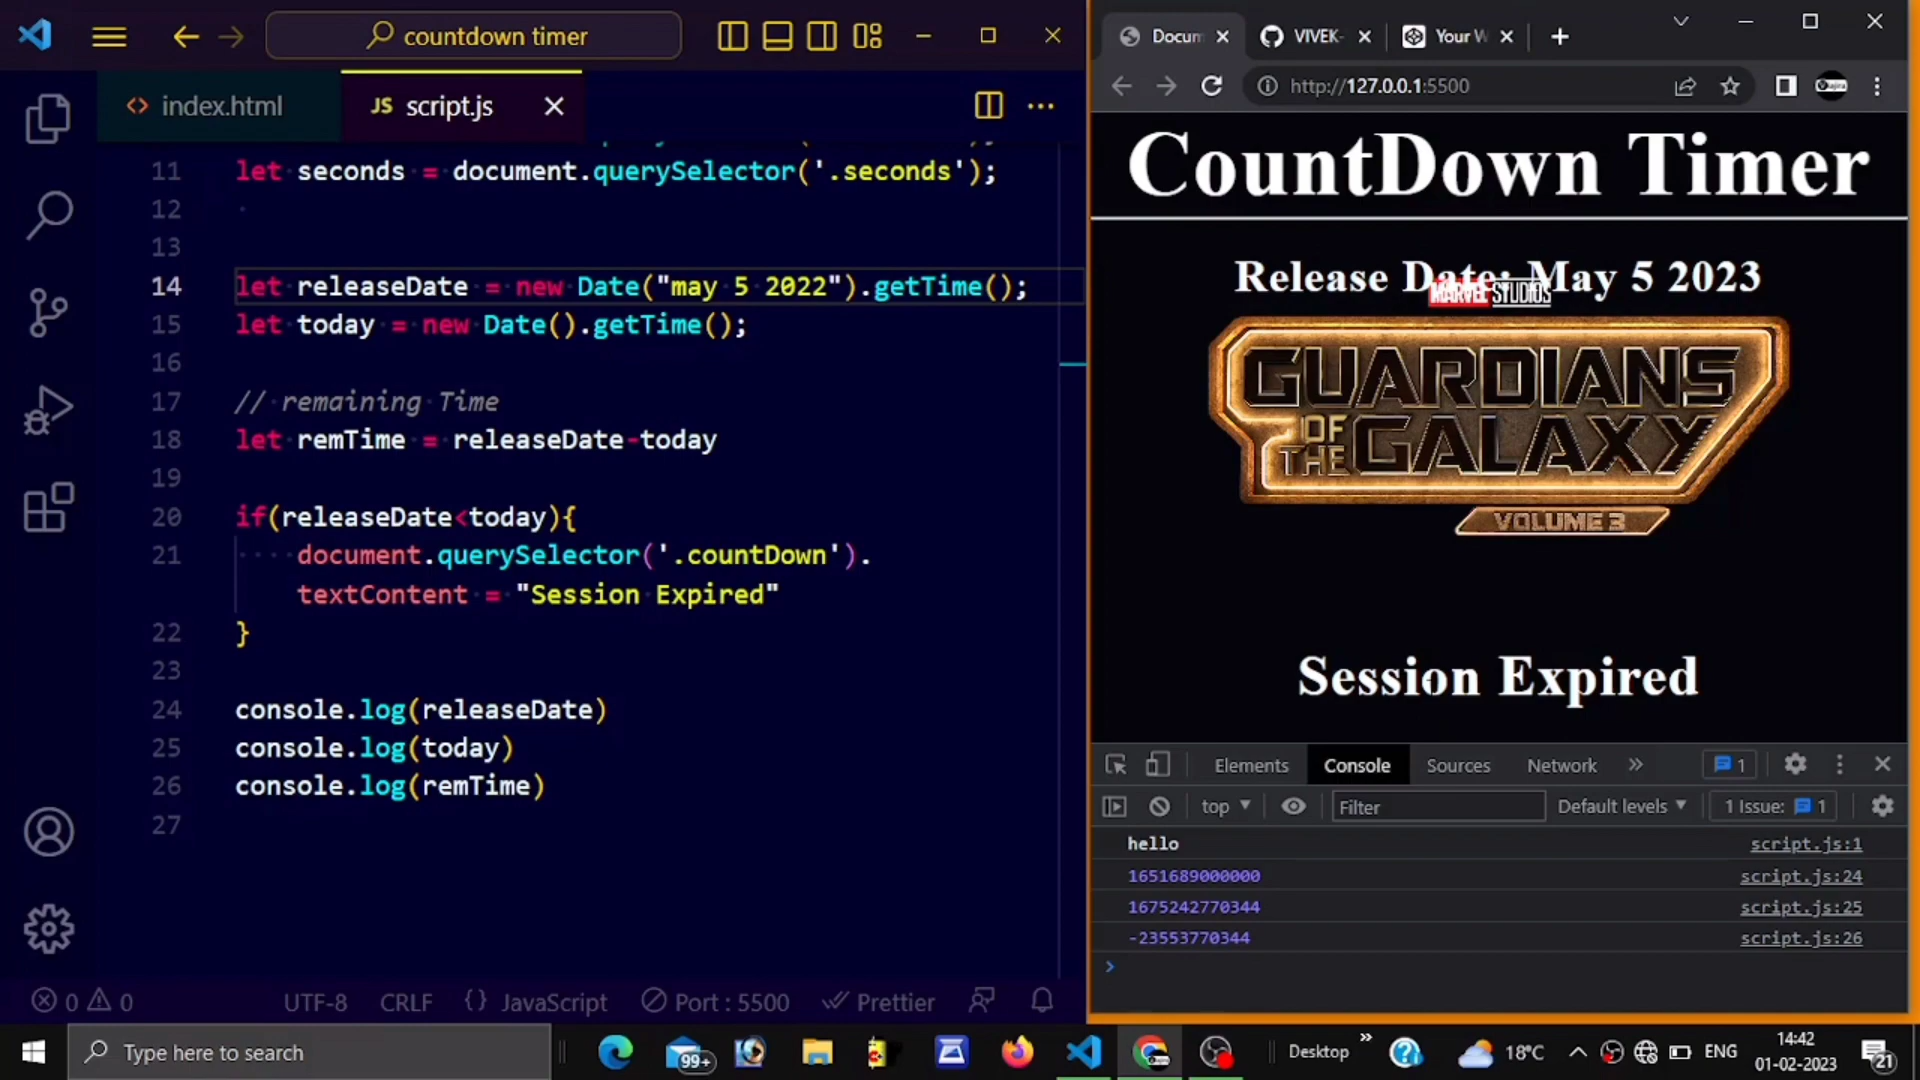 countdown timer
index.html
JS script.js
11 let seconds = document.querySelector('.seconds');
12
13
14 let releaseDate = new Date("may 5 2022").getTime();
15 let today = new Date().getTime();
16
17 // remaining Time
18 let remTime = releaseDate-today
19
20 if(releaseDate<today){
21 document.querySelector('.countDown').
textContent = "Session Expired"
22 }
23
24 console.log(releaseDate)
25 console.log(today)
26 console.log(remTime)
27
0 0 UTF-8 CRLF {} JavaScript Port : 5500 Prettier
Docum VIVEK- Your W
http://127.0.0.1:5500
CountDown Timer
Release Date: May 5 2023
MARVEL STUDIOS
GUARDIANS
OF THE GALAXY
VOLUME 3
Session Expired
Elements Console Sources Network » 1
top Filter Default levels 1 Issue: 1
hello script.js:1
1651689000000 script.js:24
1675242770344 script.js:25
-23553770344 script.js:26
Type here to search 99+ Desktop » 18°C ENG 14:42
01-02-2023 21